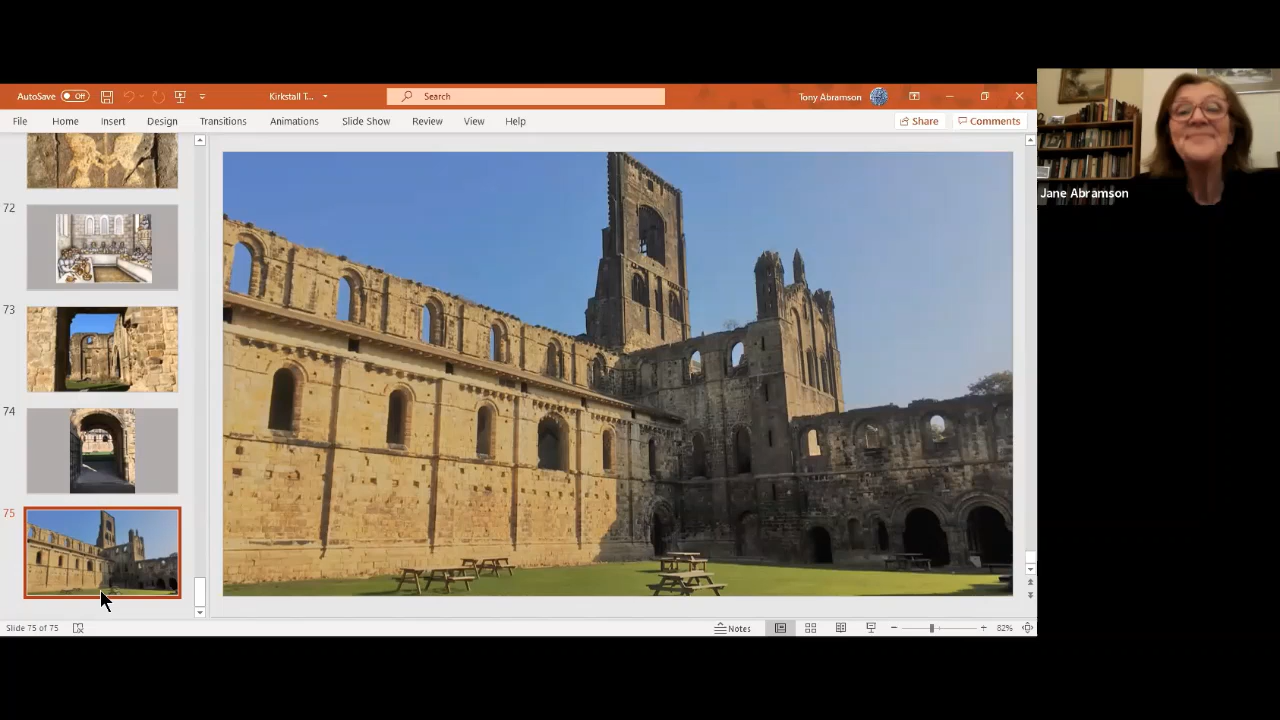 AutoSave Off Kirkstall T... Search Tony Abramson
File Home Insert Design Transitions Animations Slide Show Review View Help Share Comments
Jane Abramson
72
73
74
75
Slide 75 of 75 Notes 82%